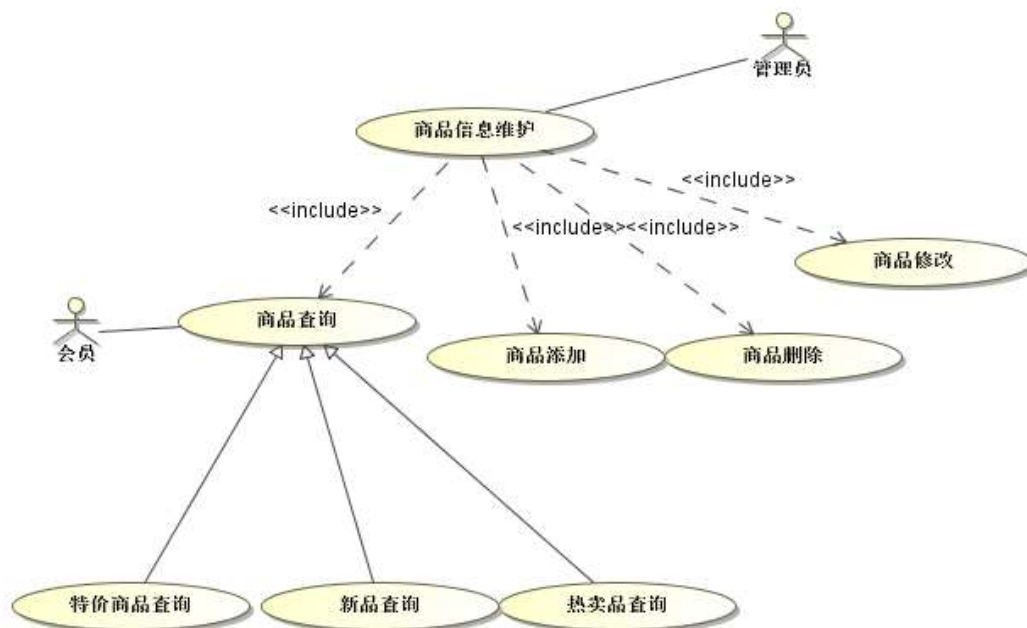 管理员
商品信息维护
<<include>>
<<include>>
<<include>>
<<include>>
商品修改
商品查询
会员
商品添加
商品删除
特价商品查询
新品查询
热卖品查询